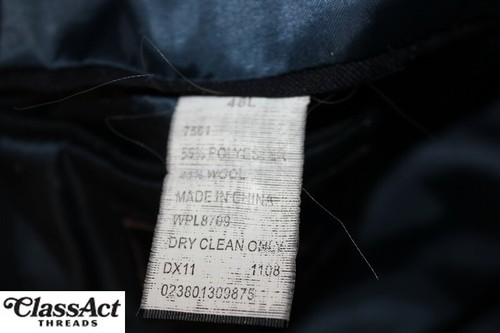 48L
7561
55% POLYESTER
45% WOOL
MADE IN CHINA
WPL8709
DRY CLEAN ONLY
DX11 1108
023801309875
ClassAct
THREADS